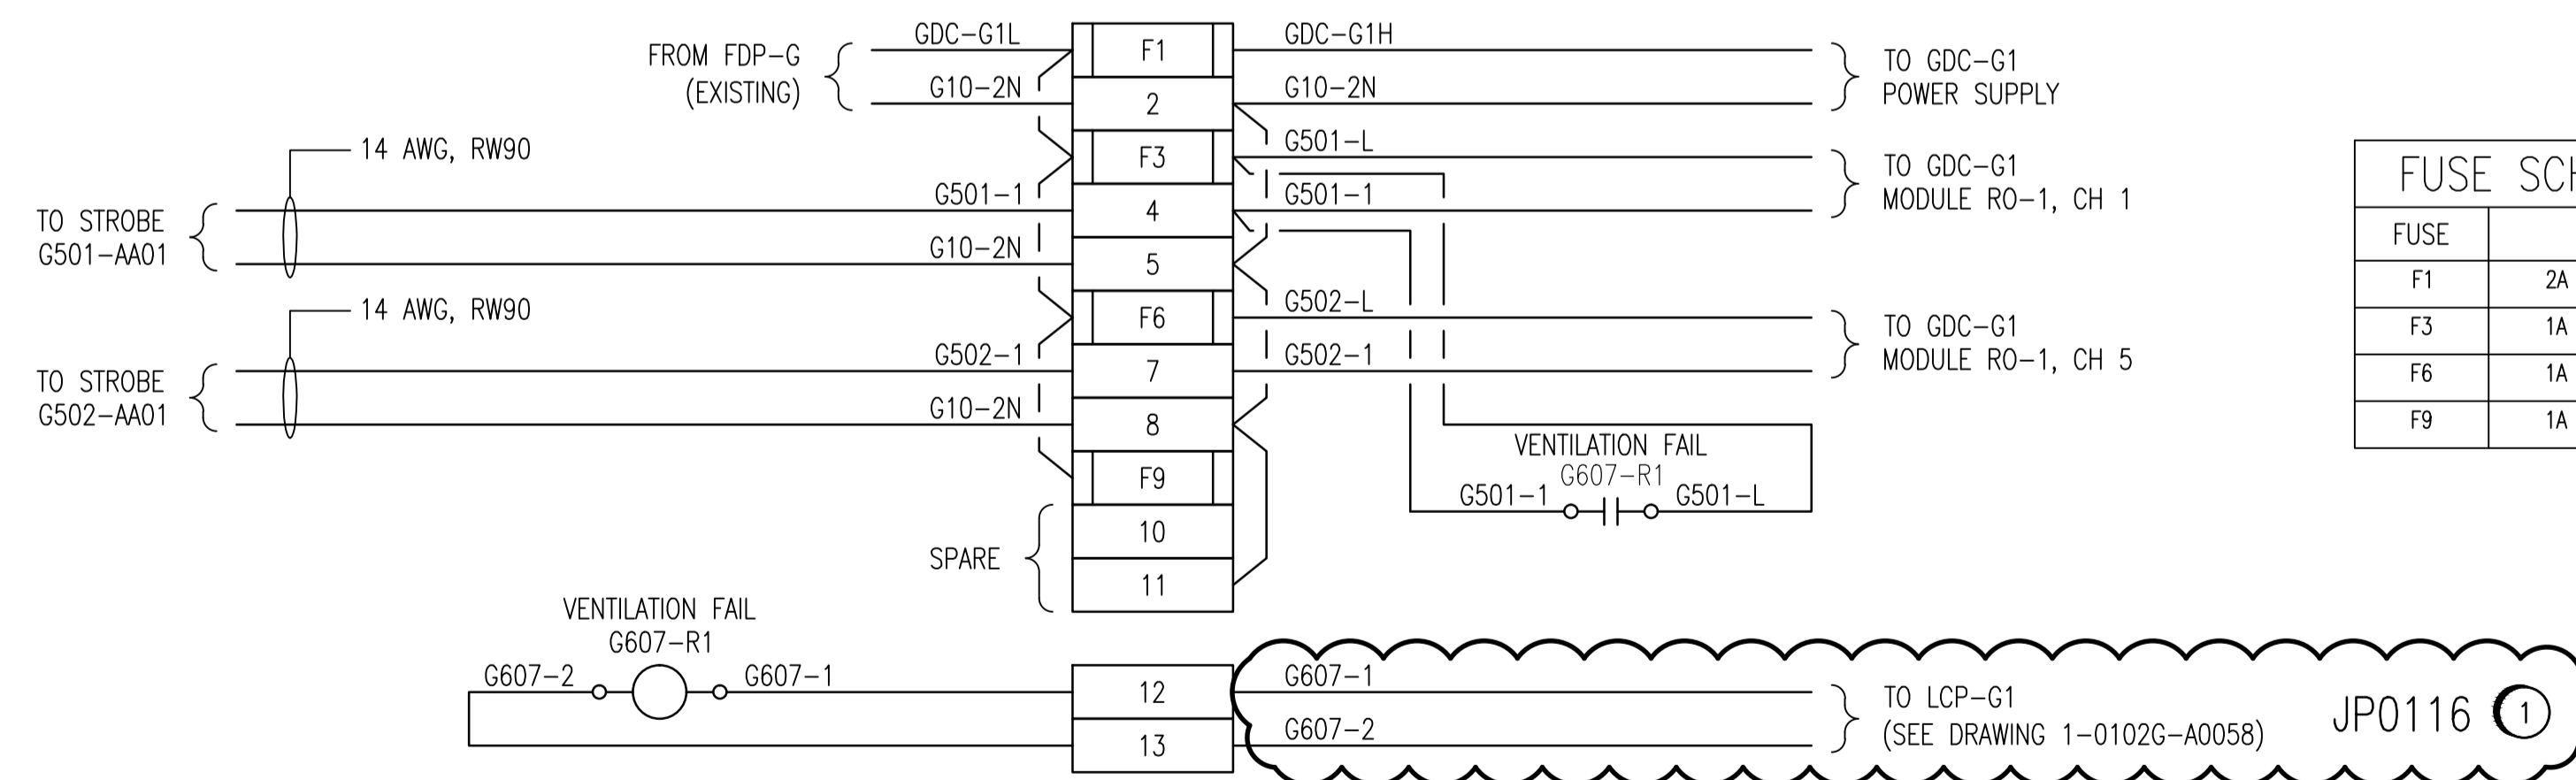 FROM FDP-G
(EXISTING)
GDC-G1L
G10-2N
F1
2
GDC-G1H
G10-2N
TO GDC-G1
POWER SUPPLY
14 AWG, RW90
F3
G501-L
TO STROBE
G501-AA01
G501-1
G10-2N
4
5
G501-1
TO GDC-G1
MODULE RO-1, CH 1
14 AWG, RW90
F6
G502-L
TO STROBE
G502-AA01
G502-1
G10-2N
7
8
G502-1
TO GDC-G1
MODULE RO-1, CH 5
F9
SPARE
10
11
VENTILATION FAIL
G607-R1
G501-1
G501-L
FUSE SCH
FUSE
F1 2A
F3 1A
F6 1A
F9 1A
VENTILATION FAIL
G607-R1
G607-2
G607-1
12
13
G607-1
G607-2
TO LCP-G1
(SEE DRAWING 1-0102G-A0058)
JP0116 1